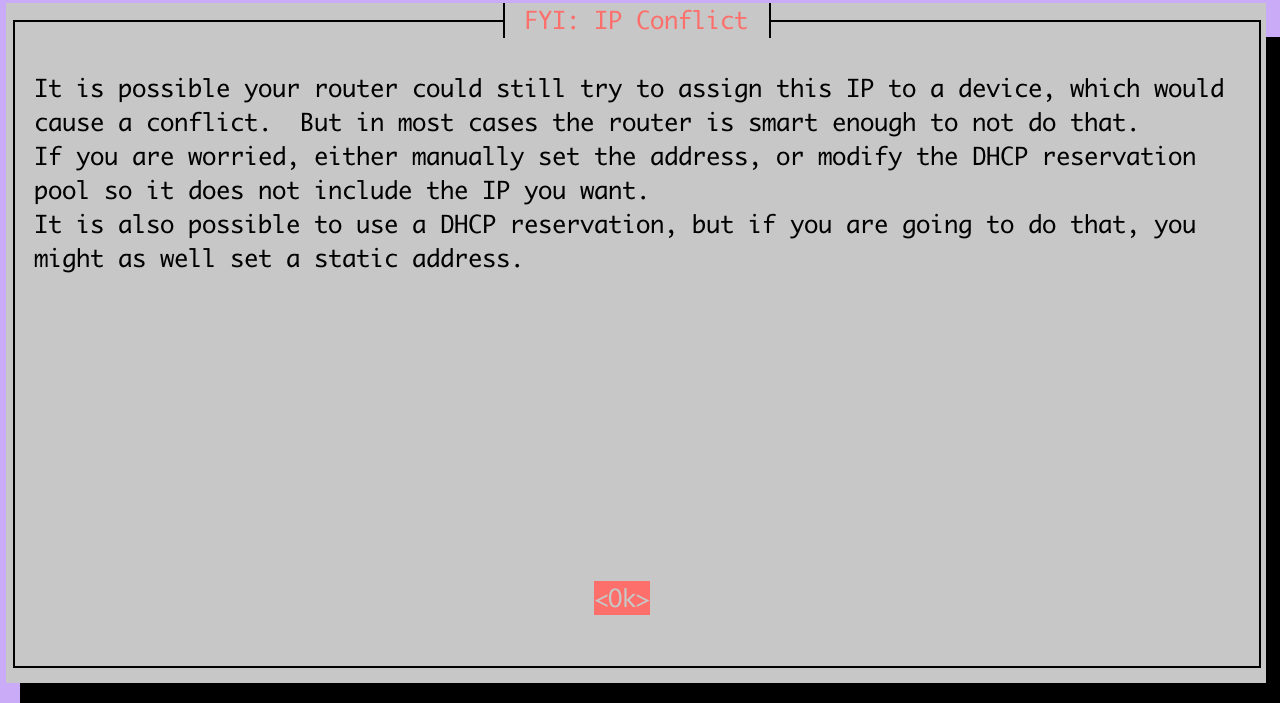 FYI: IP Conflict
It is possible your router could still try to assign this IP to a device, which would
cause a conflict.  But in most cases the router is smart enough to not do that.
If you are worried, either manually set the address, or modify the DHCP reservation
pool so it does not include the IP you want.
It is also possible to use a DHCP reservation, but if you are going to do that, you
might as well set a static address.
<Ok>